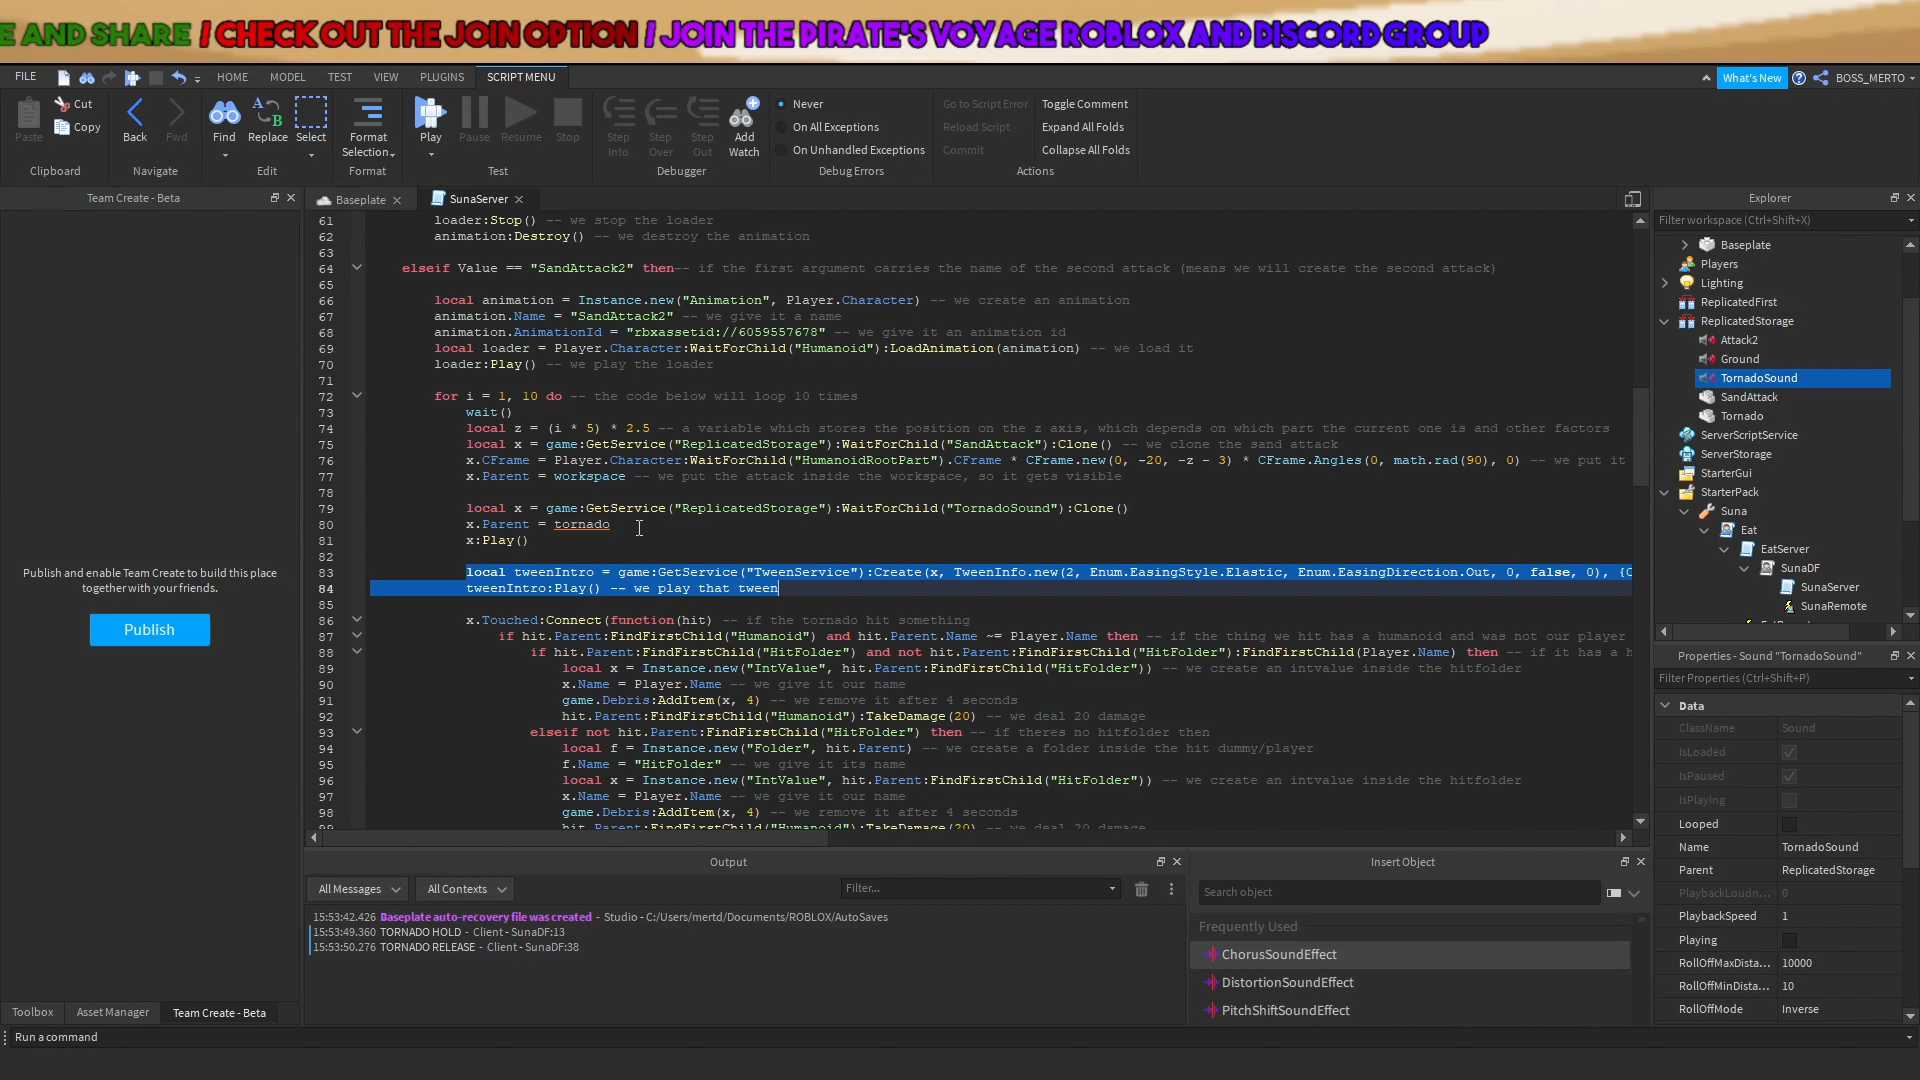 E AND SHARE / CHECK OUT THE JOIN OPTION / JOIN THE PIRATE'S VOYAGE ROBLOX AND DISCORD GROUP
FILE HOME MODEL TEST VIEW PLUGINS SCRIPT MENU What's New BOSS_MERTO
Paste Cut Copy Back Fwd Find Replace Select Format Selection Play Pause Resume Stop Step Into Step Over Step Out Add Watch
Never
On All Exceptions
On Unhandled Exceptions
Go to Script Error
Reload Script
Commit
Toggle Comment
Expand All Folds
Collapse All Folds
Clipboard Navigate Edit Format Test Debugger Debug Errors Actions
Team Create - Beta
Publish and enable Team Create to build this place
together with your friends.
Publish
Toolbox Asset Manager Team Create - Beta
Baseplate SunaServer
61 loader:Stop() -- we stop the loader
62 animation:Destroy() -- we destroy the animation
63
64 elseif Value == "SandAttack2" then-- if the first argument carries the name of the second attack (means we will create the second attack)
65
66 local animation = Instance.new("Animation", Player.Character) -- we create an animation
67 animation.Name = "SandAttack2" -- we give it a name
68 animation.AnimationId = "rbxassetid://6059557678" -- we give it an animation id
69 local loader = Player.Character:WaitForChild("Humanoid"):LoadAnimation(animation) -- we load it
70 loader:Play() -- we play the loader
71
72 for i = 1, 10 do -- the code below will loop 10 times
73 wait()
74 local z = (i * 5) * 2.5 -- a variable which stores the position on the z axis, which depends on which part the current one is and other factors
75 local x = game:GetService("ReplicatedStorage"):WaitForChild("SandAttack"):Clone() -- we clone the sand attack
76 x.CFrame = Player.Character:WaitForChild("HumanoidRootPart").CFrame * CFrame.new(0, -20, -z - 3) * CFrame.Angles(0, math.rad(90), 0) -- we put it
77 x.Parent = workspace -- we put the attack inside the workspace, so it gets visible
78
79 local x = game:GetService("ReplicatedStorage"):WaitForChild("TornadoSound"):Clone()
80 x.Parent = tornado
81 x:Play()
82
83 local tweenIntro = game:GetService("TweenService"):Create(x, TweenInfo.new(2, Enum.EasingStyle.Elastic, Enum.EasingDirection.Out, 0, false, 0), {C
84 tweenIntro:Play() -- we play that tween
85
86 x.Touched:Connect(function(hit) -- if the tornado hit something
87 if hit.Parent:FindFirstChild("Humanoid") and hit.Parent.Name ~= Player.Name then -- if the thing we hit has a humanoid and was not our player
88 if hit.Parent:FindFirstChild("HitFolder") and not hit.Parent:FindFirstChild("HitFolder"):FindFirstChild(Player.Name) then -- if it has a h
89 local x = Instance.new("IntValue", hit.Parent:FindFirstChild("HitFolder")) -- we create an intvalue inside the hitfolder
90 x.Name = Player.Name -- we give it our name
91 game.Debris:AddItem(x, 4) -- we remove it after 4 seconds
92 hit.Parent:FindFirstChild("Humanoid"):TakeDamage(20) -- we deal 20 damage
93 elseif not hit.Parent:FindFirstChild("HitFolder") then -- if theres no hitfolder then
94 local f = Instance.new("Folder", hit.Parent) -- we create a folder inside the hit dummy/player
95 f.Name = "HitFolder" -- we give it its name
96 local x = Instance.new("IntValue", hit.Parent:FindFirstChild("HitFolder")) -- we create an intvalue inside the hitfolder
97 x.Name = Player.Name -- we give it our name
98 game.Debris:AddItem(x, 4) -- we remove it after 4 seconds
99 hit.Parent:FindFirstChild("Humanoid"):TakeDamage(20) -- we deal 20 damage
Output
All Messages All Contexts Filter...
15:53:42.426 Baseplate auto-recovery file was created - Studio - C:/Users/mertd/Documents/ROBLOX/AutoSaves
15:53:49.360 TORNADO HOLD - Client - SunaDF:13
15:53:50.276 TORNADO RELEASE - Client - SunaDF:38
Insert Object
Search object
Frequently Used
ChorusSoundEffect
DistortionSoundEffect
PitchShiftSoundEffect
Explorer
Filter workspace (Ctrl+Shift+X)
Baseplate
Players
Lighting
ReplicatedFirst
ReplicatedStorage
Attack2
Ground
TornadoSound
SandAttack
Tornado
ServerScriptService
ServerStorage
StarterGui
StarterPack
Suna
Eat
EatServer
SunaDF
SunaServer
SunaRemote
Properties - Sound "TornadoSound"
Filter Properties (Ctrl+Shift+P)
Data
ClassName Sound
IsLoaded
IsPaused
IsPlaying
Looped
Name TornadoSound
Parent ReplicatedStorage
PlaybackLoudn... 0
PlaybackSpeed 1
Playing
RollOffMaxDista... 10000
RollOffMinDista... 10
RollOffMode Inverse
Run a command